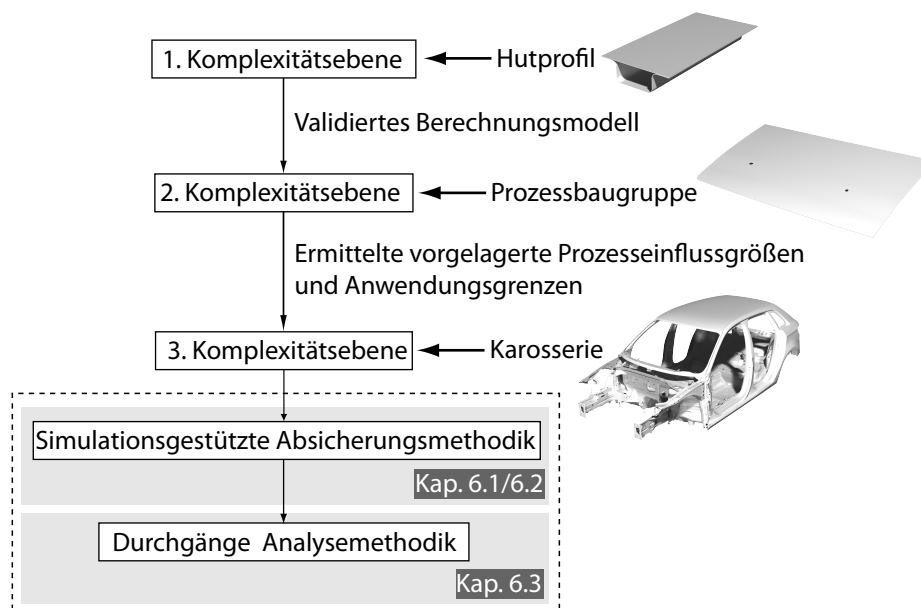 1. Komplexitätsebene
Hutprofil
Validiertes Berechnungsmodell
2. Komplexitätsebene
Prozessbaugruppe
Ermittelte vorgelagerte Prozesseinflussgrößen
und Anwendungsgrenzen
3. Komplexitätsebene
Karosserie
Simulationsgestützte Absicherungsmethodik
Kap. 6.1/6.2
Durchgänge Analysemethodik
Kap. 6.3